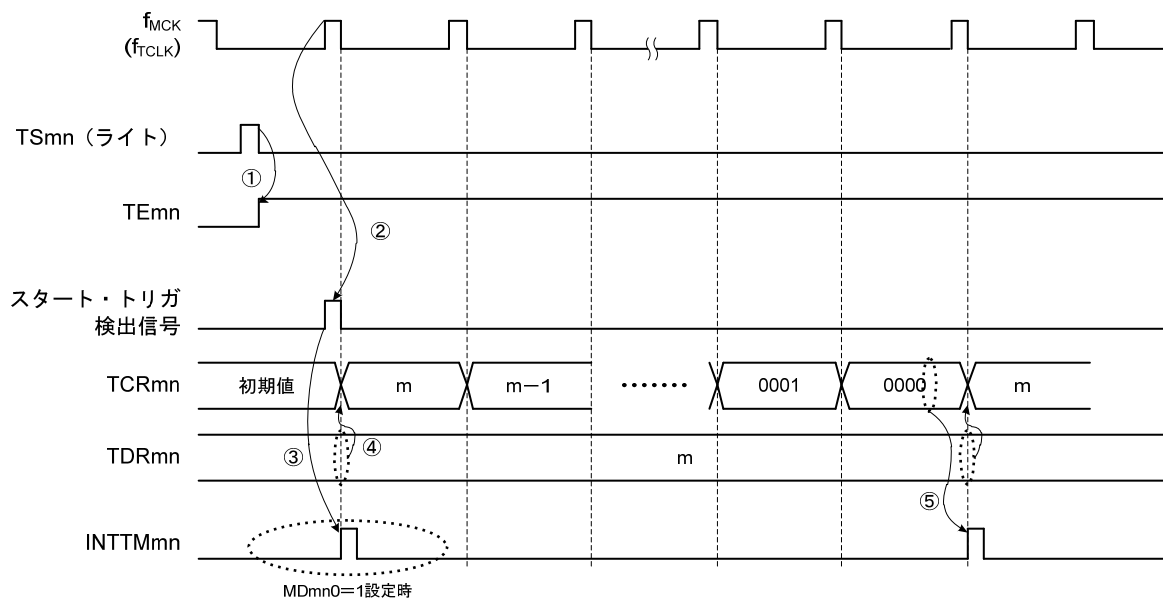 fMCK
(fTCLK)
TSmn（ライト）
①
TEmn
②
スタート・トリガ
検出信号
TCRmn 初期値 m m－1 ・・・・・・・ 0001 0000 m
③ ④
TDRmn m
⑤
INTTMmn
MDmn0＝1設定時